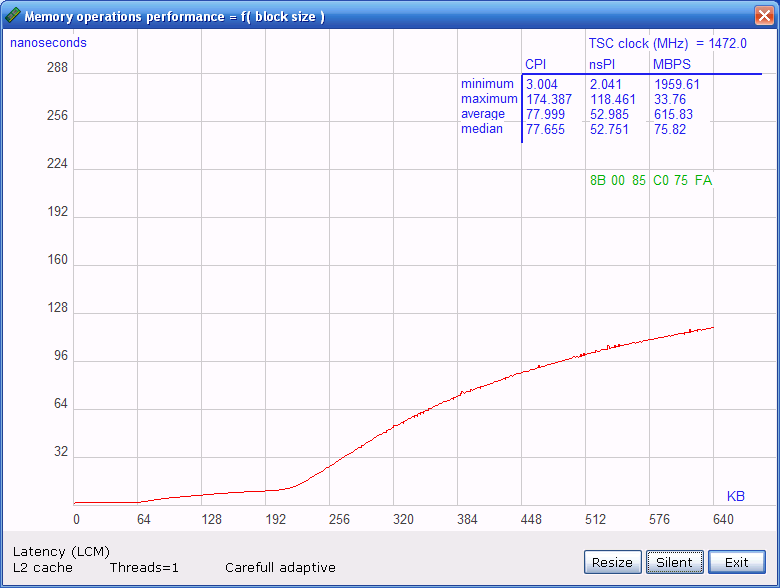 Memory operations performance = f( block size )
nanoseconds
TSC clock (MHz) = 1472.0
CPI nsPI MBPS
minimum 3.004 2.041 1959.61
maximum 174.387 118.461 33.76
average 77.999 52.985 615.83
median 77.655 52.751 75.82
8B 00 85 C0 75 FA
288
256
224
192
160
128
96
64
32
KB
0 64 128 192 256 320 384 448 512 576 640
Latency (LCM)
L2 cache Threads=1 Carefull adaptive
Resize Silent Exit